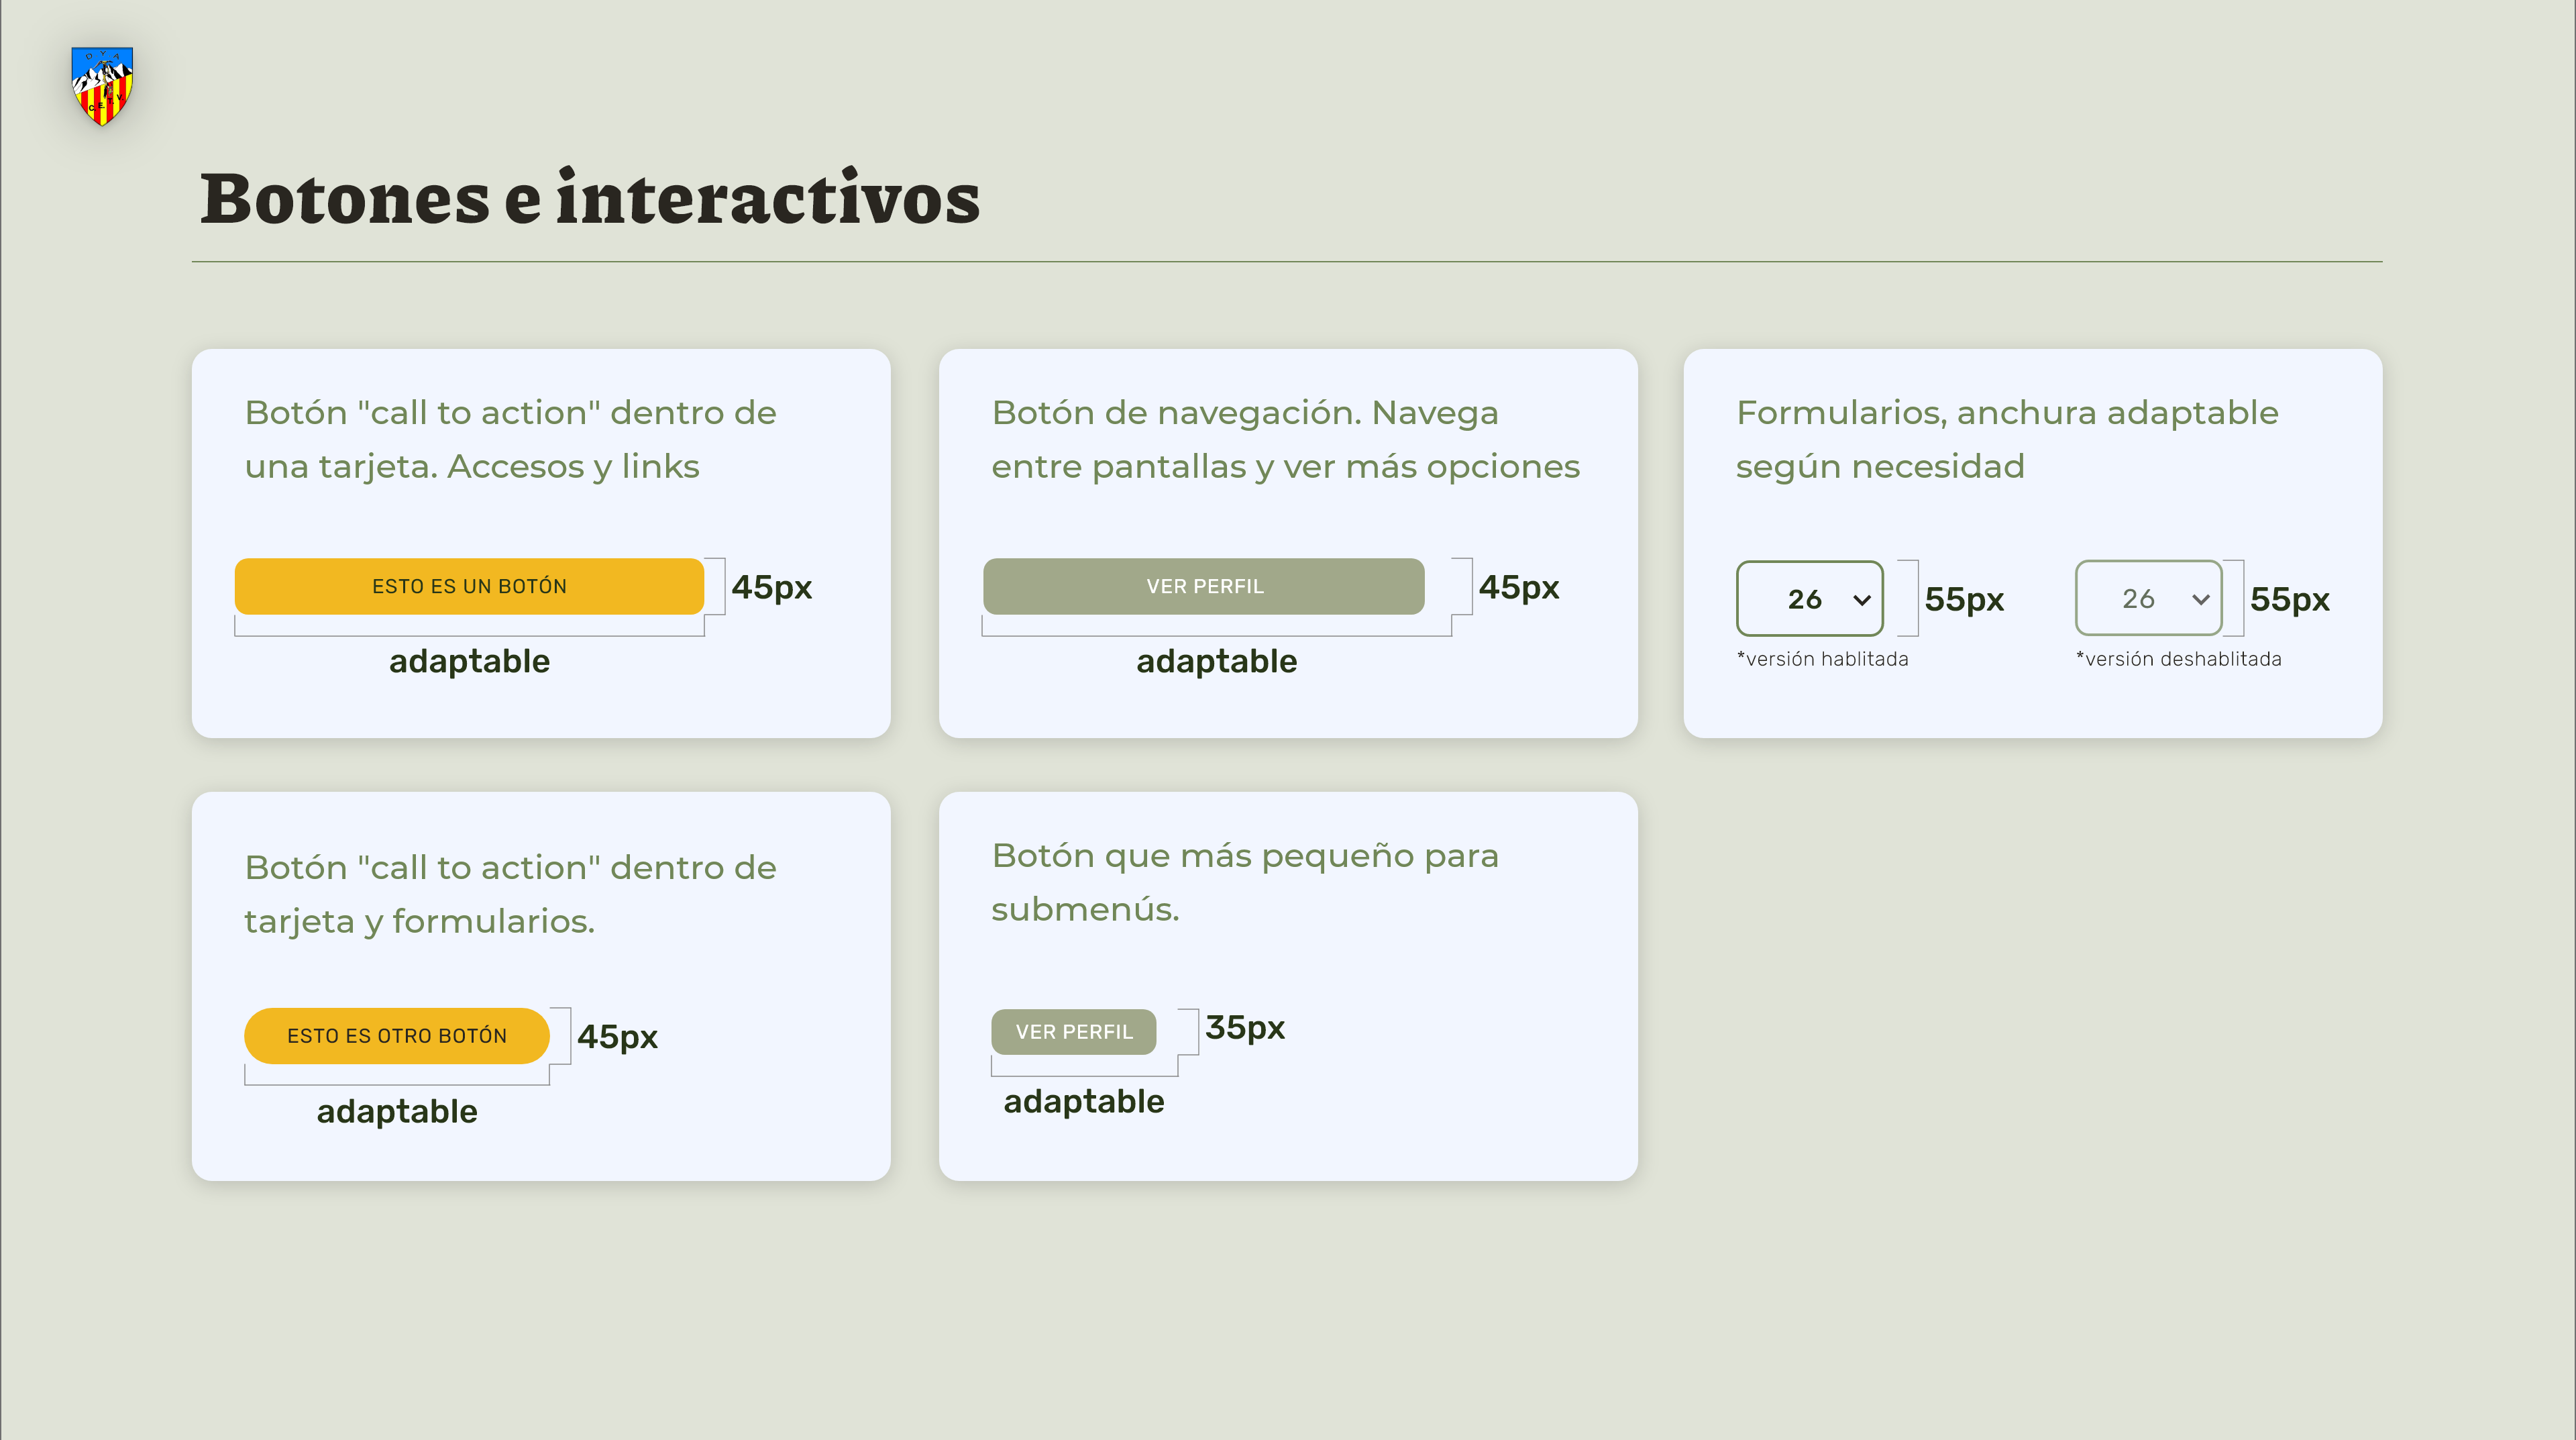 U Y A
C. E. T. V.
Botones e interactivos
Botón "call to action" dentro de
una tarjeta. Accesos y links
ESTO ES UN BOTÓN
45px
adaptable
Botón de navegación. Navega
entre pantallas y ver más opciones
VER PERFIL
45px
adaptable
Formularios, anchura adaptable
según necesidad
26
55px
*versión hablitada
26
55px
*versión deshablitada
Botón "call to action" dentro de
tarjeta y formularios.
ESTO ES OTRO BOTÓN
45px
adaptable
Botón que más pequeño para
submenús.
VER PERFIL
35px
adaptable